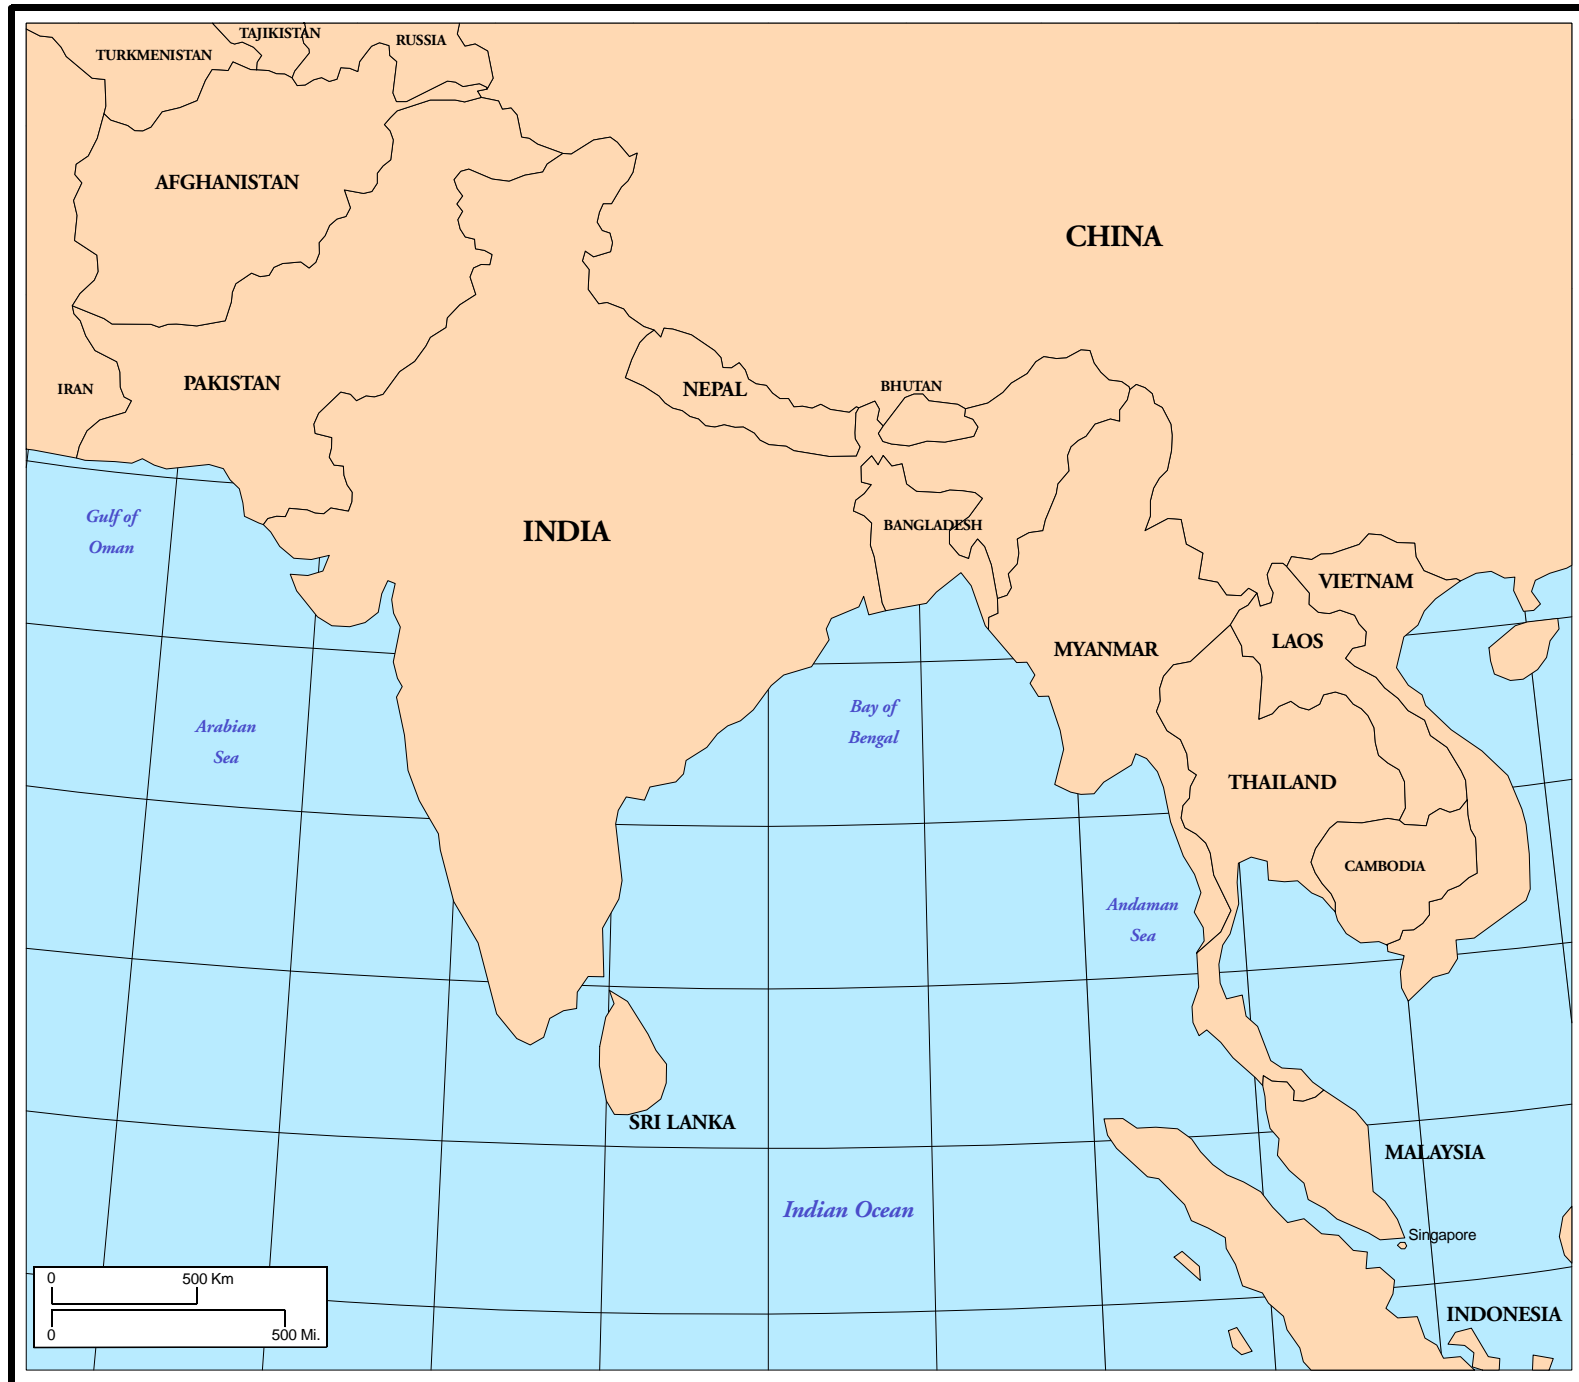 TAJIKISTAN
RUSSIA
TURKMENISTAN
AFGHANISTAN
CHINA
PAKISTAN
IRAN
NEPAL
BHUTAN
Gulf of
Oman
INDIA
BANGLADESH
VIETNAM
LAOS
MYANMAR
Arabian
Sea
Bay of
Bengal
THAILAND
CAMBODIA
Andaman
Sea
SRI LANKA
MALAYSIA
Indian Ocean
Singapore
0 500 Km
0 500 Mi.
INDONESIA